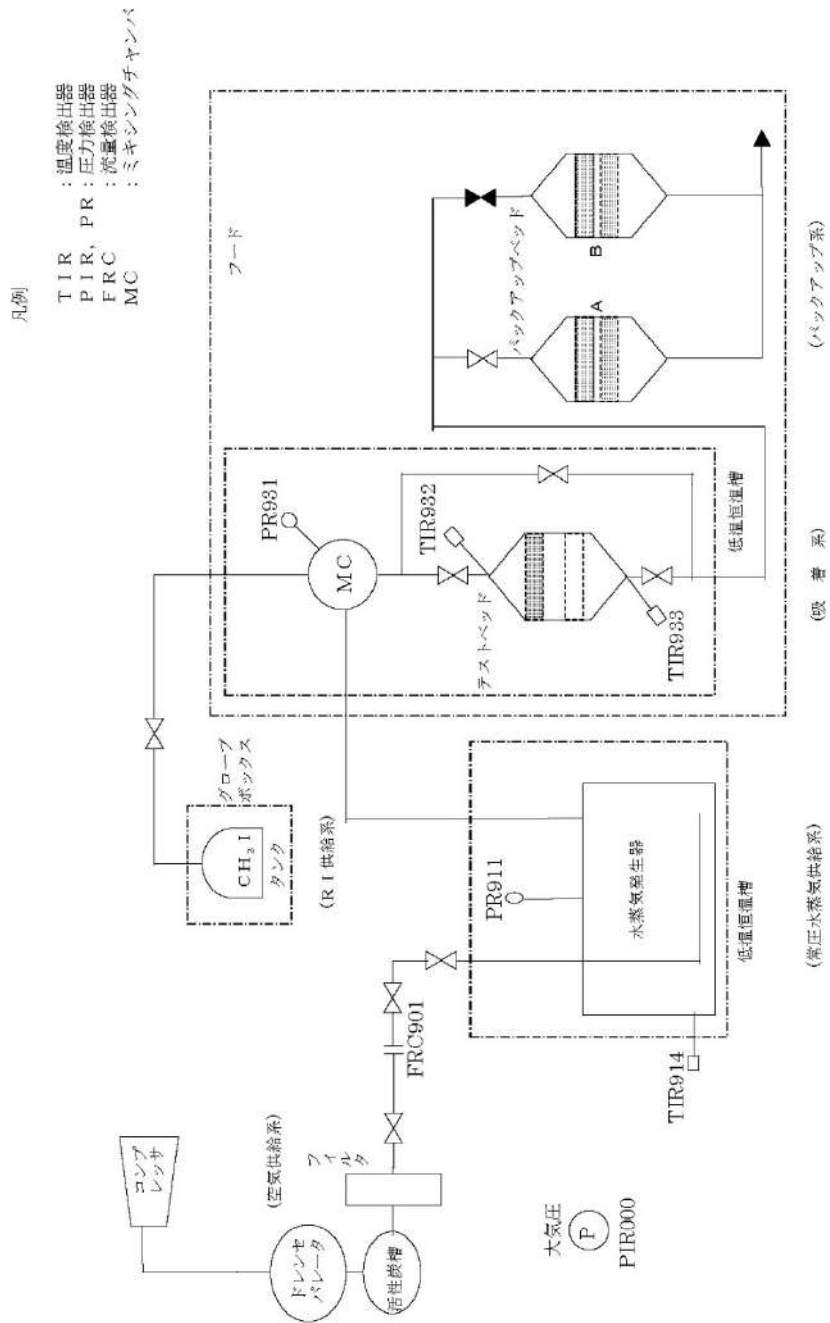 凡例
TIR :温度検出器
PIR, PR :圧力検出器
FRC :流量検出器
MC :ミキシングチャンバ
フード
コンプ
レッサ
ドレンセ
パレータ
活性炭槽
(空気供給系)
フィル
タ
FRC901
大気圧
P
PIR000
グローブ
ボックス
CH₃I
タンク
(RI供給系)
PR911
水蒸気発生器
TIR914
低温恒温槽
(常圧水蒸気供給系)
PR931
MC
TIR932
テストベッド
TIR933
低温恒温槽
(吸着系)
バックアップベッド
A
B
(バックアップ系)